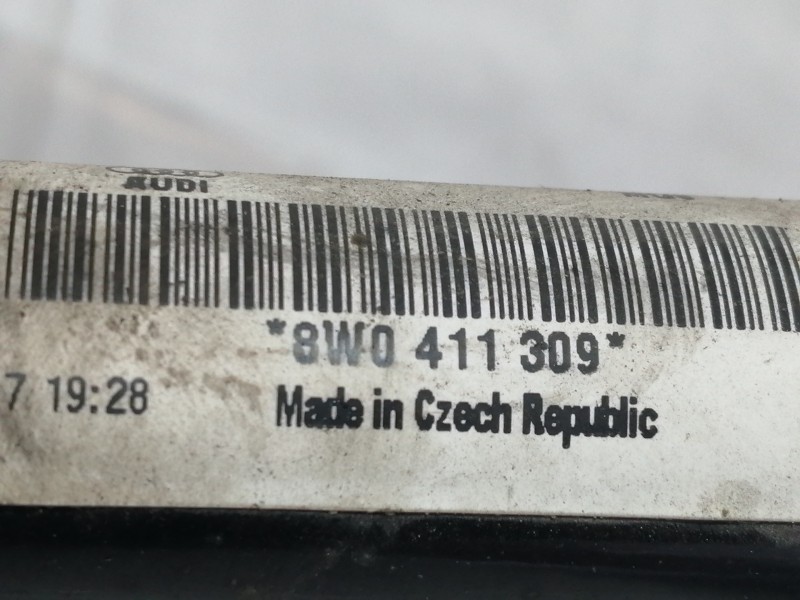 AUDI
*8W0 411 309*
7 19:28
Made in Czech Republic